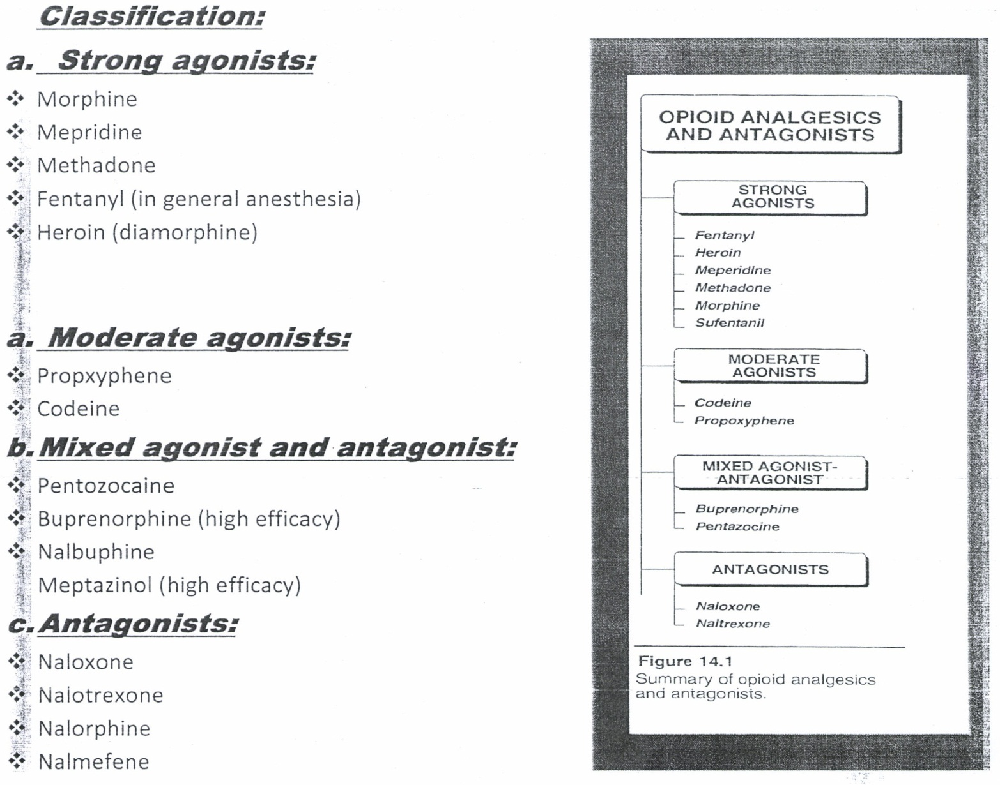 Classification:
a. Strong agonists:
❖ Morphine
❖ Mepridine
❖ Methadone
❖ Fentanyl (in general anesthesia)
❖ Heroin (diamorphine)
a. Moderate agonists:
❖ Propxyphene
❖ Codeine
b. Mixed agonist and antagonist:
❖ Pentozocaine
❖ Buprenorphine (high efficacy)
❖ Nalbuphine
Meptazinol (high efficacy)
c. Antagonists:
❖ Naloxone
❖ Nalotrexone
❖ Nalorphine
❖ Nalmefene
OPIOID ANALGESICS
AND ANTAGONISTS
STRONG
AGONISTS
Fentanyl
Heroin
Meperidine
Methadone
Morphine
Sufentanil
MODERATE
AGONISTS
Codeine
Propoxyphene
MIXED AGONIST-
ANTAGONIST
Buprenorphine
Pentazocine
ANTAGONISTS
Naloxone
Naltrexone
Figure 14.1
Summary of opioid analgesics
and antagonists.